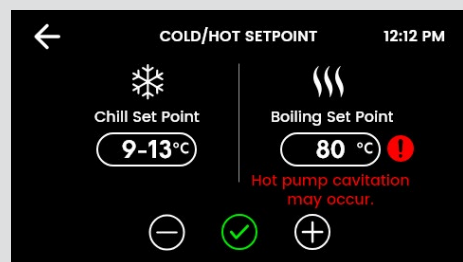 COLD/HOT SETPOINT
12:12 PM
Chill Set Point
9-13°C
Boiling Set Point
80 °C
Hot pump cavitation
may occur.